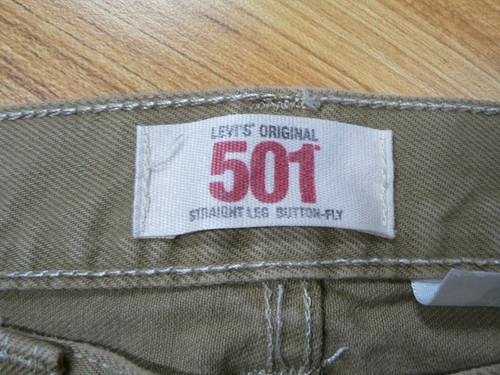 LEVI'S® ORIGINAL
501®
STRAIGHT LEG BUTTON-FLY